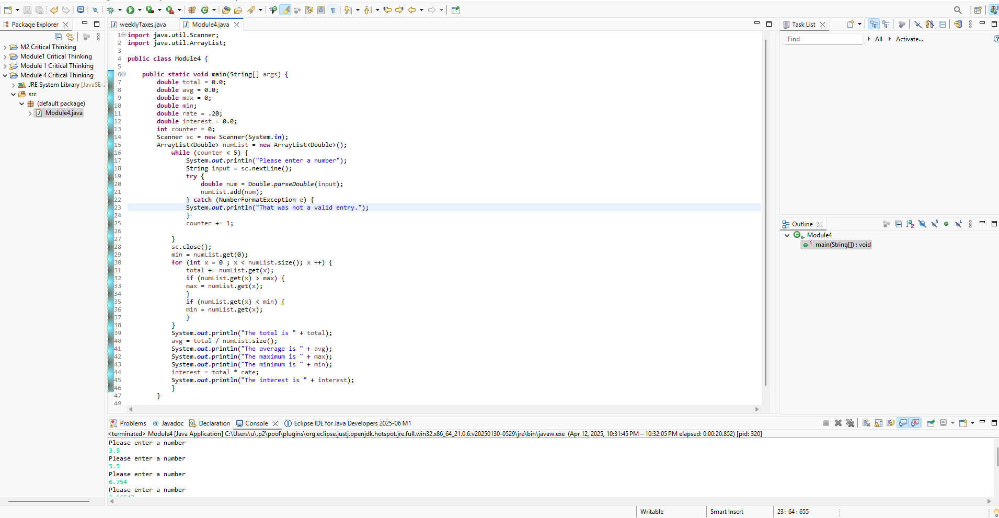 Package Explorer
weeklyTaxes.java
Module4.java
Task List
M2 Critical Thinking
Module1 Critical Thinking
Module 1 Critical Thinking
Module 4 Critical Thinking
JRE System Library [JavaSE-
src
(default package)
Module4.java
1 import java.util.Scanner;
2 import java.util.ArrayList;
3
4 public class Module4 {
5
6 public static void main(String[] args) {
7 double total = 0.0;
8 double avg = 0.0;
9 double max = 0;
10 double min;
11 double rate = .20;
12 double interest = 0.0;
13 int counter = 0;
14 Scanner sc = new Scanner(System.in);
15 ArrayList<Double> numList = new ArrayList<Double>();
16 while (counter < 5) {
17 System.out.println("Please enter a number");
18 String input = sc.nextLine();
19 try {
20 double num = Double.parseDouble(input);
21 numList.add(num);
22 } catch (NumberFormatException e) {
23 System.out.println("That was not a valid entry.");
24 }
25 counter += 1;
26
27 }
28 sc.close();
29 min = numList.get(0);
30 for (int x = 0 ; x < numList.size(); x ++) {
31 total += numList.get(x);
32 if (numList.get(x) > max) {
33 max = numList.get(x);
34 }
35 if (numList.get(x) < min) {
36 min = numList.get(x);
37 }
38 }
39 System.out.println("The total is " + total);
40 avg = total / numList.size();
41 System.out.println("The average is " + avg);
42 System.out.println("The maximum is " + max);
43 System.out.println("The minimum is " + min);
44 interest = total * rate;
45 System.out.println("The interest is " + interest);
46 }
47 }
48
Find
All
Activate...
Outline
Module4
main(String[]) : void
Problems
Javadoc
Declaration
Console
Eclipse IDE for Java Developers 2025-06 M1
<terminated> Module4 [Java Application] C:\Users\u\.p2\pool\plugins\org.eclipse.justj.openjdk.hotspot.jre.full.win32.x86_64_21.0.6.v20250130-0529\jre\bin\javaw.exe (Apr 12, 2025, 10:31:45 PM – 10:32:05 PM elapsed: 0:00:20.852) [pid: 320]
Please enter a number
3.5
Please enter a number
5.5
Please enter a number
6.754
Please enter a number
Writable
Smart Insert
23 : 64 : 655